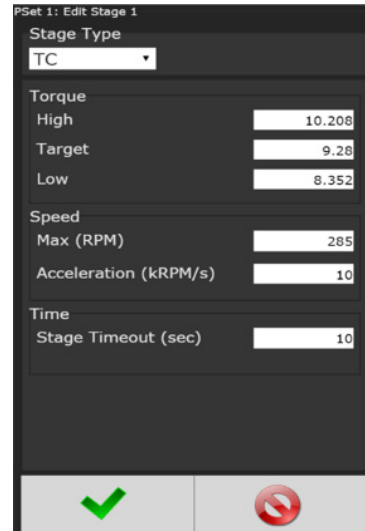 PSet 1: Edit Stage 1
Stage Type
TC
Torque
High 10.208
Target 9.28
Low 8.352
Speed
Max (RPM) 285
Acceleration (kRPM/s) 10
Time
Stage Timeout (sec) 10